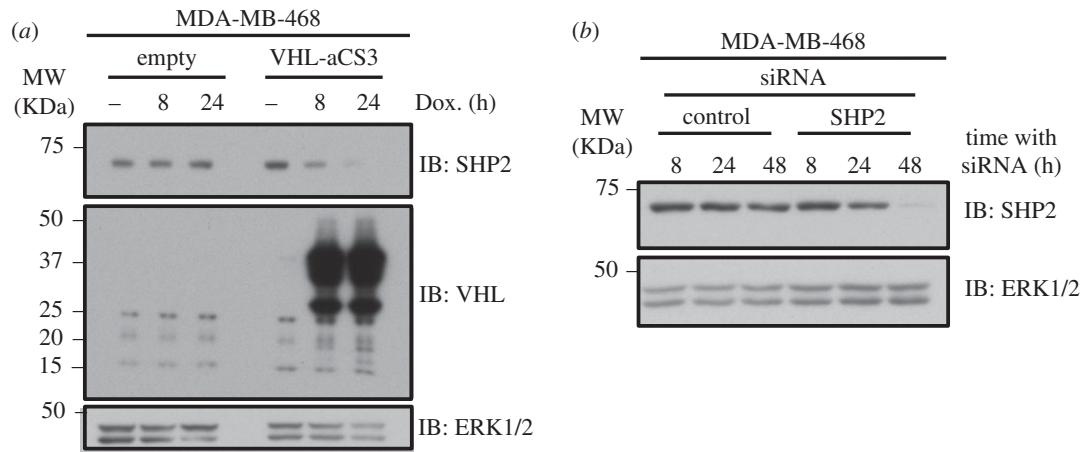 (a)
MDA-MB-468
empty VHL-aCS3
MW
(KDa)
– 8 24 – 8 24 Dox. (h)
75
IB: SHP2
50
37
25
20
15
IB: VHL
50
IB: ERK1/2
(b)
MDA-MB-468
siRNA
control SHP2
MW
(KDa)
8 24 48 8 24 48
time with
siRNA (h)
75
IB: SHP2
50
IB: ERK1/2